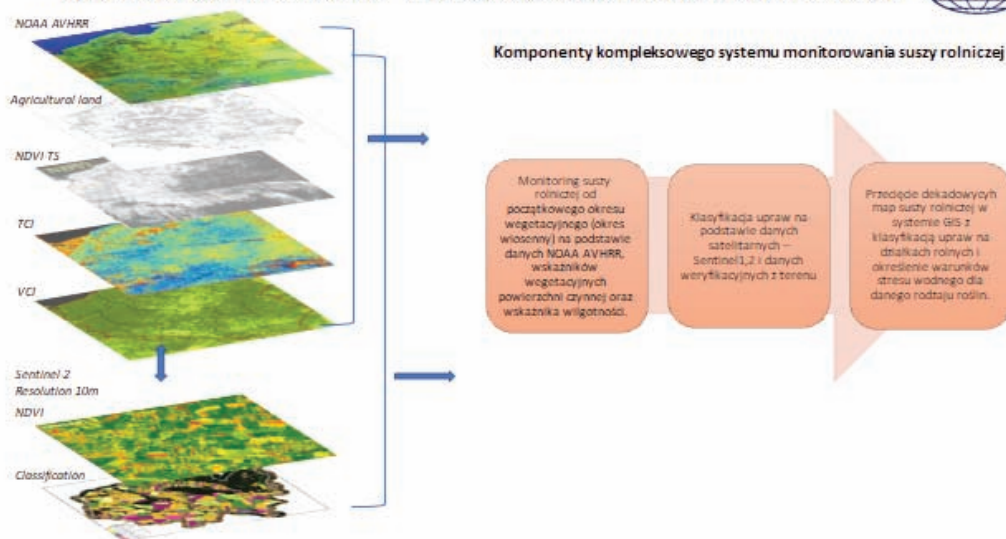 NOAA AVHRR
Agricultural land
NDVI TS
TCI
VCI
Sentinel-2
Resolution 10m
NDVI
Classification
Komponenty kompleksowego systemu monitorowania suszy rolniczej
Monitoring suszy
rolniczej od
początkowego okresu
wegetacyjnego (okres
wiosenny) na podstawie
danych NOAA AVHRR,
wskaźników
wegetacyjnych
powierzchni czynnej oraz
wskaźnika wilgotności.
Klasyfikacja upraw na
podstawie danych
satelitarnych –
Sentinel1,2 i danych
weryfikacyjnych z terenu
Przecięcie dekadowyyh
map suszy rolniczej w
systemie GIS z
klasyfikacją upraw na
działkach rolnych i
określenie warunków
stresu wodnego dla
danego rodzaju roślin.